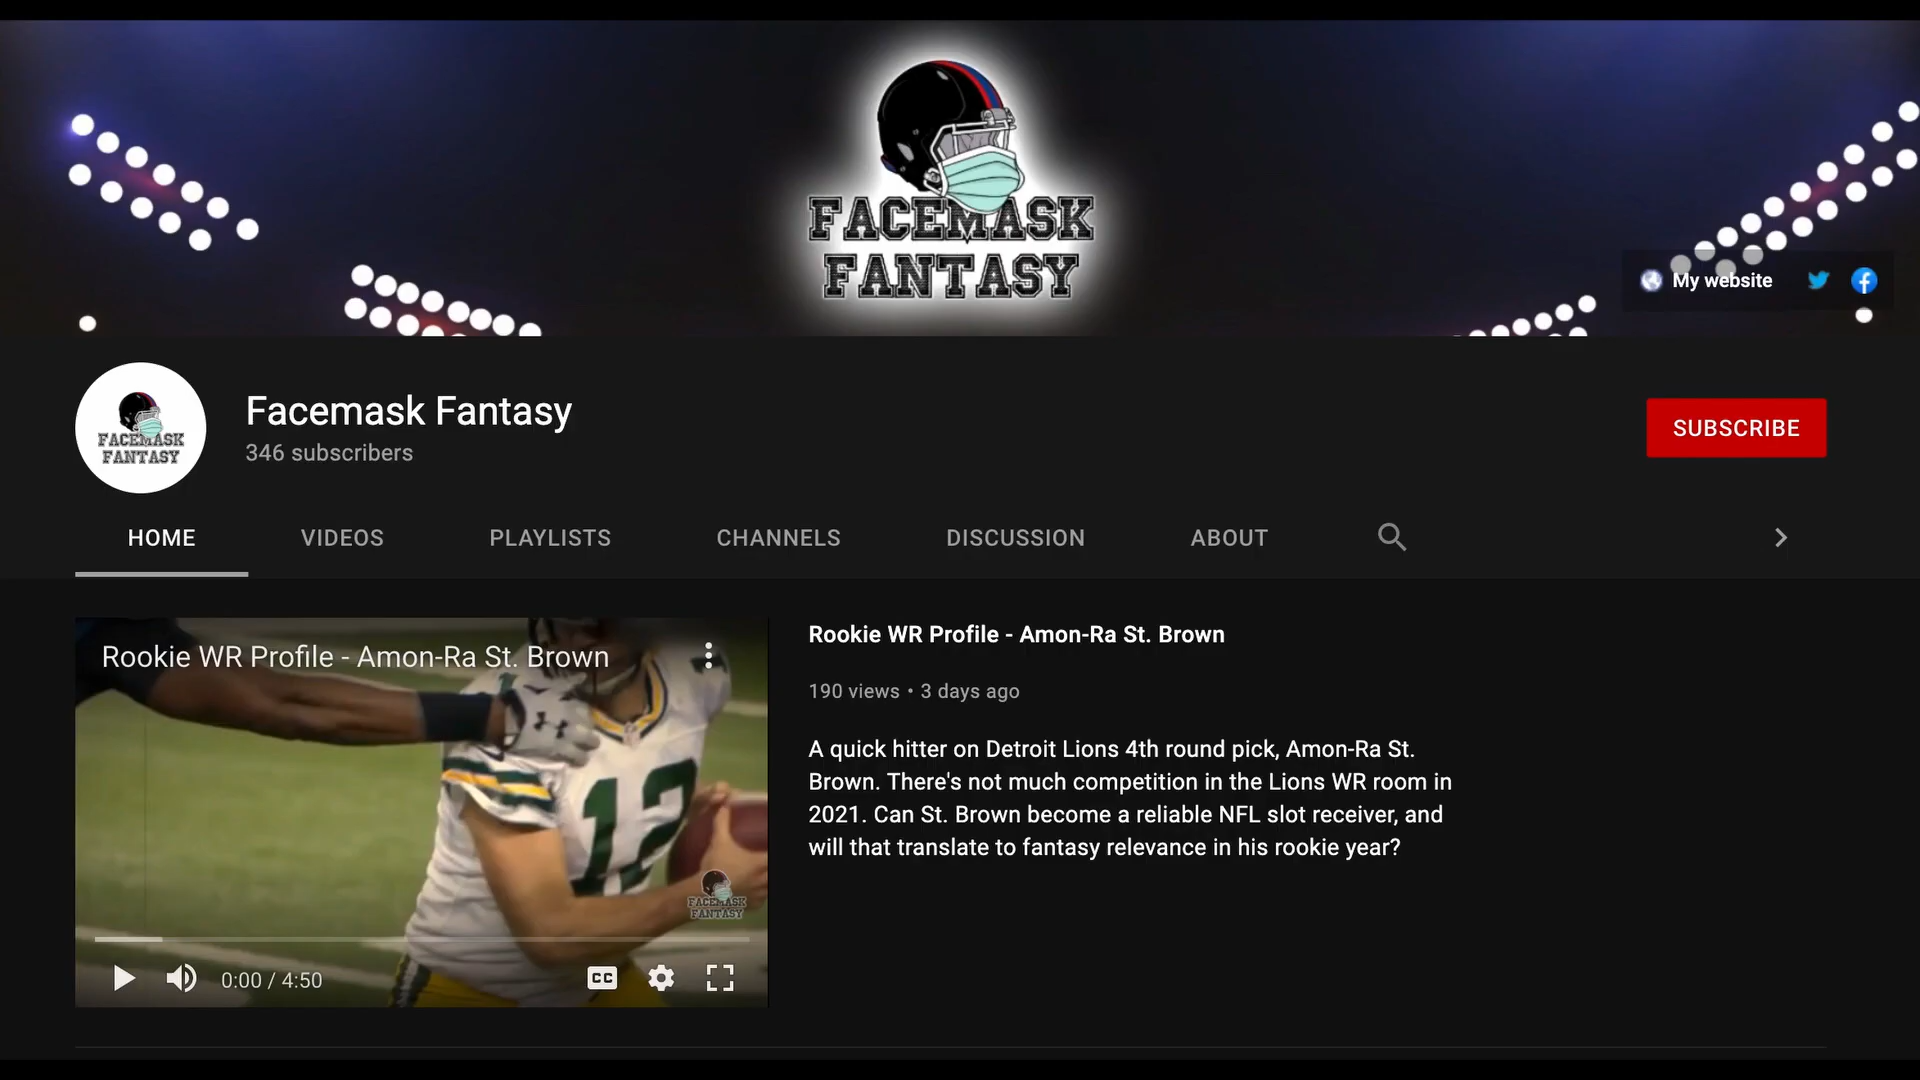 FACEMASK
FANTASY
My website
FACEMASK
FANTASY
Facemask Fantasy
346 subscribers
SUBSCRIBE
HOME
VIDEOS
PLAYLISTS
CHANNELS
DISCUSSION
ABOUT
Rookie WR Profile - Amon-Ra St. Brown
12
FACEMASK
FANTASY
0:00 / 4:50
CC
Rookie WR Profile - Amon-Ra St. Brown
190 views • 3 days ago
A quick hitter on Detroit Lions 4th round pick, Amon-Ra St.
Brown. There's not much competition in the Lions WR room in
2021. Can St. Brown become a reliable NFL slot receiver, and
will that translate to fantasy relevance in his rookie year?